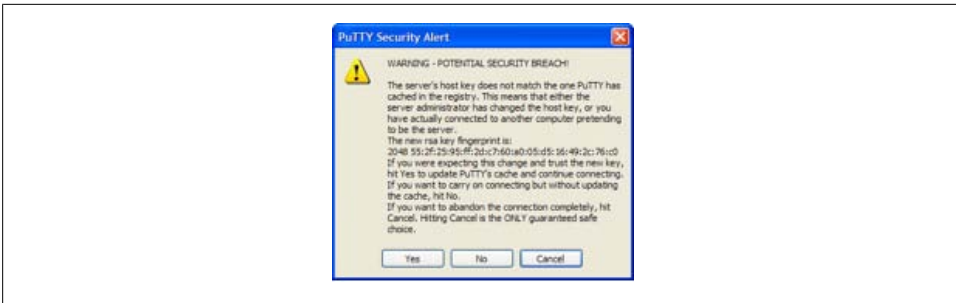 PuTTY Security Alert
WARNING - POTENTIAL SECURITY BREACH!
The server's host key does not match the one PuTTY has
cached in the registry. This means that either the
server administrator has changed the host key, or you
have actually connected to another computer pretending
to be the server.
The new rsa key fingerprint is:
2048 55:2f:25:95:ff:2d:c7:60:a0:05:d5:16:49:2c:76:c0
If you were expecting this change and trust the new key,
hit Yes to update PuTTY's cache and continue connecting.
If you want to carry on connecting but without updating
the cache, hit No.
If you want to abandon the connection completely, hit
Cancel. Hitting Cancel is the ONLY guaranteed safe
choice.
Yes
No
Cancel